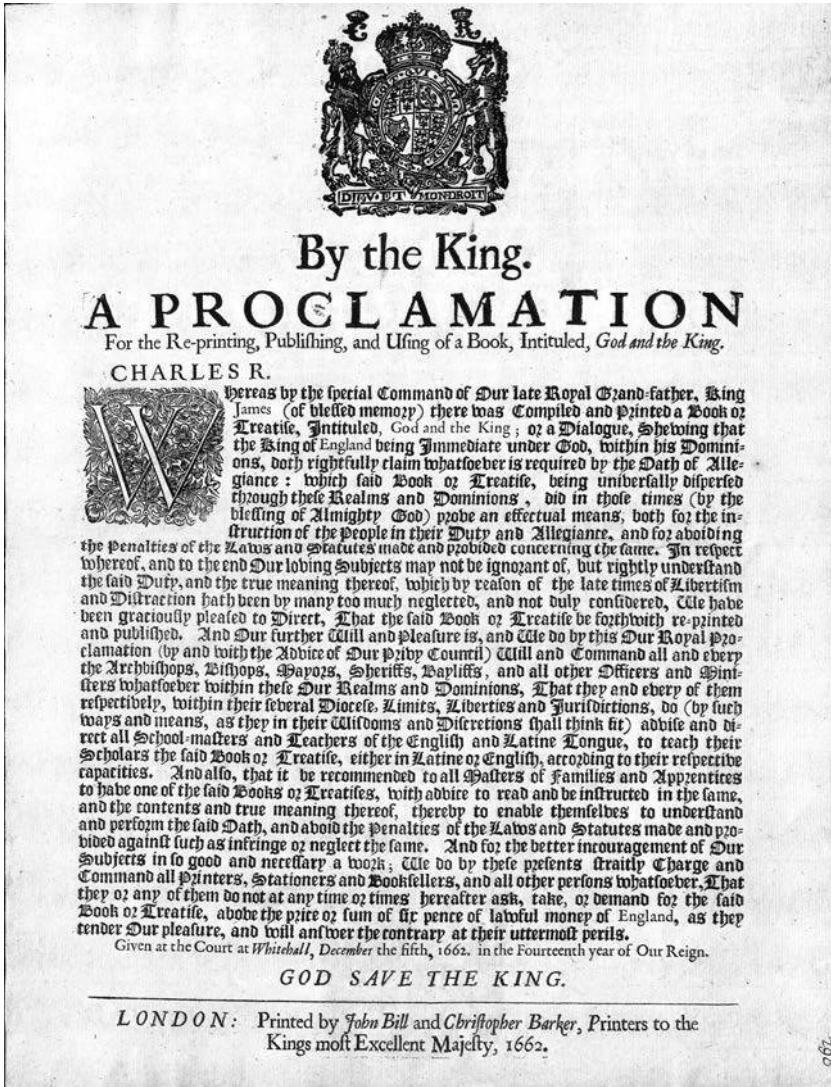 C R
DIEV·ET MON·DROIT
By the King.
A PROCLAMATION
For the Re-printing, Publiſhing, and Uſing of a Book, Intituled, God and the King.
CHARLES R.
Whereas by the ſpecial Command of Our late Royal Grand-father, King
James (of bleſſed memory) there was Compiled and Printed a Book or
Treatiſe, Intituled, God and the King; or a Dialogue, Shewing that
the King of England being Immediate under God, within his Domini-
ons, doth rightfully claim whatſoever is required by the Oath of Alle-
giance: which ſaid Book or Treatiſe, being univerſally diſperſed
through theſe Realms and Dominions, did in thoſe times (by the
bleſſing of Almighty God) prove an effectual means, both for the in-
ſtruction of the People in their Duty and Allegiance, and for avoiding
the Penalties of the Laws and Statutes made and provided concerning the ſame. In reſpect
whereof, and to the end Our loving Subjects may not be ignorant of, but rightly underſtand
the ſaid Duty, and the true meaning thereof, which by reaſon of the late times of Libertiſm
and Diſtraction hath been by many too much neglected, and not duly conſidered, We have
been graciouſly pleaſed to Direct, That the ſaid Book or Treatiſe be forthwith re-printed
and publiſhed. And Our further Will and Pleaſure is, and We do by this Our Royal Pro-
clamation (by and with the Advice of Our Privy Council) Will and Command all and every
the Archbiſhops, Biſhops, Mayors, Sheriffs, Bayliffs, and all other Officers and Mini-
ſters whatſoever within theſe Our Realms and Dominions, That they and every of them
reſpectively, within their ſeveral Dioceſe, Limits, Liberties and Juriſdictions, do (by ſuch
ways and means, as they in their Wiſdoms and Diſcretions ſhall think fit) adviſe and di-
rect all School-maſters and Teachers of the Engliſh and Latine Tongue, to teach their
Scholars the ſaid Book or Treatiſe, either in Latine or Engliſh, according to their reſpective
capacities. And alſo, that it be recommended to all Maſters of Families and Apprentices
to have one of the ſaid Books or Treatiſes, with advice to read and be inſtructed in the ſame,
and the contents and true meaning thereof, thereby to enable themſelves to underſtand
and perform the ſaid Oath, and avoid the Penalties of the Laws and Statutes made and pro-
vided againſt ſuch as infringe or neglect the ſame. And for the better incouragement of Our
Subjects in ſo good and neceſſary a work; We do by theſe preſents ſtraitly Charge and
Command all Printers, Stationers and Bookſellers, and all other perſons whatſoever, That
they or any of them do not at any time or times hereafter ask, take, or demand for the ſaid
Book or Treatiſe, above the price or ſum of ſix pence of lawful money of England, as they
tender Our pleaſure, and will anſwer the contrary at their uttermoſt perils.
Given at the Court at Whitehall, December the fifth, 1662. in the Fourteenth year of Our Reign.
GOD SAVE THE KING.
LONDON: Printed by John Bill and Chriſtopher Barker, Printers to the
Kings moſt Excellent Majeſty, 1662.